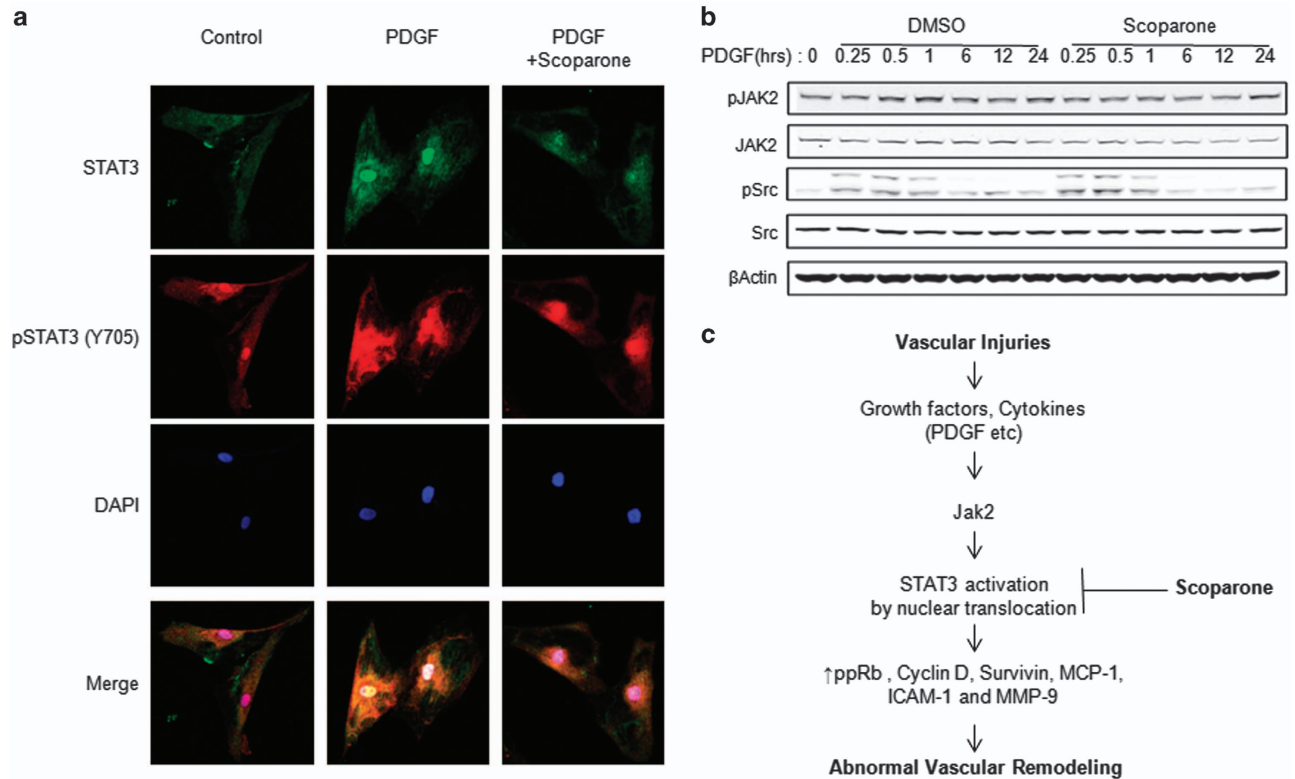 a
Control PDGF PDGF
+Scoparone
STAT3
pSTAT3 (Y705)
DAPI
Merge
b
DMSO Scoparone
PDGF(hrs) : 0 0.25 0.5 1 6 12 24 0.25 0.5 1 6 12 24
pJAK2
JAK2
pSrc
Src
βActin
c
Vascular Injuries
Growth factors, Cytokines
(PDGF etc)
Jak2
STAT3 activation
by nuclear translocation
Scoparone
↑ppRb , Cyclin D, Survivin, MCP-1,
ICAM-1 and MMP-9
Abnormal Vascular Remodeling